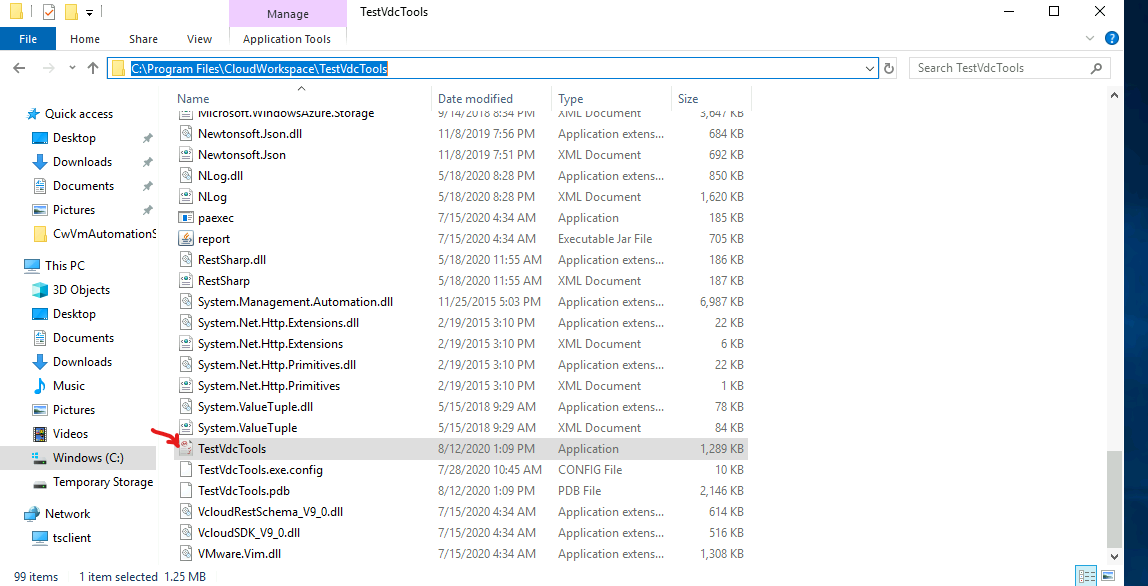 Manage
TestVdcTools
File
Home
Share
View
Application Tools
C:\Program Files\CloudWorkspace\TestVdcTools
Search TestVdcTools
Quick access
Desktop
Downloads
Documents
Pictures
CwVmAutomationS
This PC
3D Objects
Desktop
Documents
Downloads
Music
Pictures
Videos
Windows (C:)
Temporary Storage
Network
tsclient
Name Date modified Type Size
Microsoft.WindowsAzure.Storage 9/14/2018 8:34 PM XML Document 3,647 KB
Newtonsoft.Json.dll 11/8/2019 7:56 PM Application extens... 684 KB
Newtonsoft.Json 11/8/2019 7:51 PM XML Document 692 KB
NLog.dll 5/18/2020 8:28 PM Application extens... 850 KB
NLog 5/18/2020 8:28 PM XML Document 1,620 KB
paexec 7/15/2020 4:34 AM Application 185 KB
report 7/15/2020 4:34 AM Executable Jar File 705 KB
RestSharp.dll 5/18/2020 11:55 AM Application extens... 186 KB
RestSharp 5/18/2020 11:55 AM XML Document 187 KB
System.Management.Automation.dll 11/25/2015 5:03 PM Application extens... 6,987 KB
System.Net.Http.Extensions.dll 2/19/2015 3:10 PM Application extens... 22 KB
System.Net.Http.Extensions 2/19/2015 3:10 PM XML Document 6 KB
System.Net.Http.Primitives.dll 2/19/2015 3:10 PM Application extens... 22 KB
System.Net.Http.Primitives 2/19/2015 3:10 PM XML Document 1 KB
System.ValueTuple.dll 5/15/2018 9:29 AM Application extens... 78 KB
System.ValueTuple 5/15/2018 9:29 AM XML Document 84 KB
TestVdcTools 8/12/2020 1:09 PM Application 1,289 KB
TestVdcTools.exe.config 7/28/2020 10:45 AM CONFIG File 10 KB
TestVdcTools.pdb 8/12/2020 1:09 PM PDB File 2,146 KB
VcloudRestSchema_V9_0.dll 7/15/2020 4:34 AM Application extens... 614 KB
VcloudSDK_V9_0.dll 7/15/2020 4:34 AM Application extens... 516 KB
VMware.Vim.dll 7/15/2020 4:34 AM Application extens... 1,308 KB
99 items 1 item selected 1.25 MB